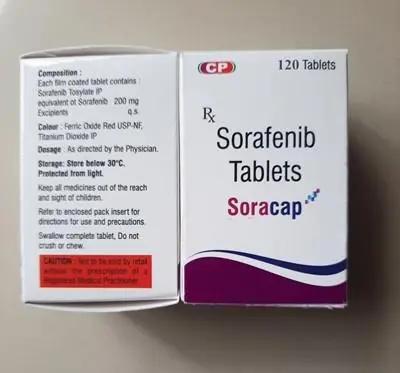 Composition :
Each film coated tablet contains :
Sorafenib Tosylate IP
equivalent ot Sorafenib 200 mg
Excipients q.s.
Colour : Ferric Oxide Red USP-NF,
Titanium Dioxide IP
Dosage : As directed by the Physician.
Storage: Store below 30°C.
Protected from light.
Keep all medicines out of the reach
and sight of children.
Refer to enclosed pack insert for
directions for use and precautions.
Swallow complete tablet, Do not
crush or chew.
CAUTION : Not to be sold by retail
without the prescription of a
Registered Medical Practitioner
CP
120 Tablets
Rx
Sorafenib
Tablets
Soracap